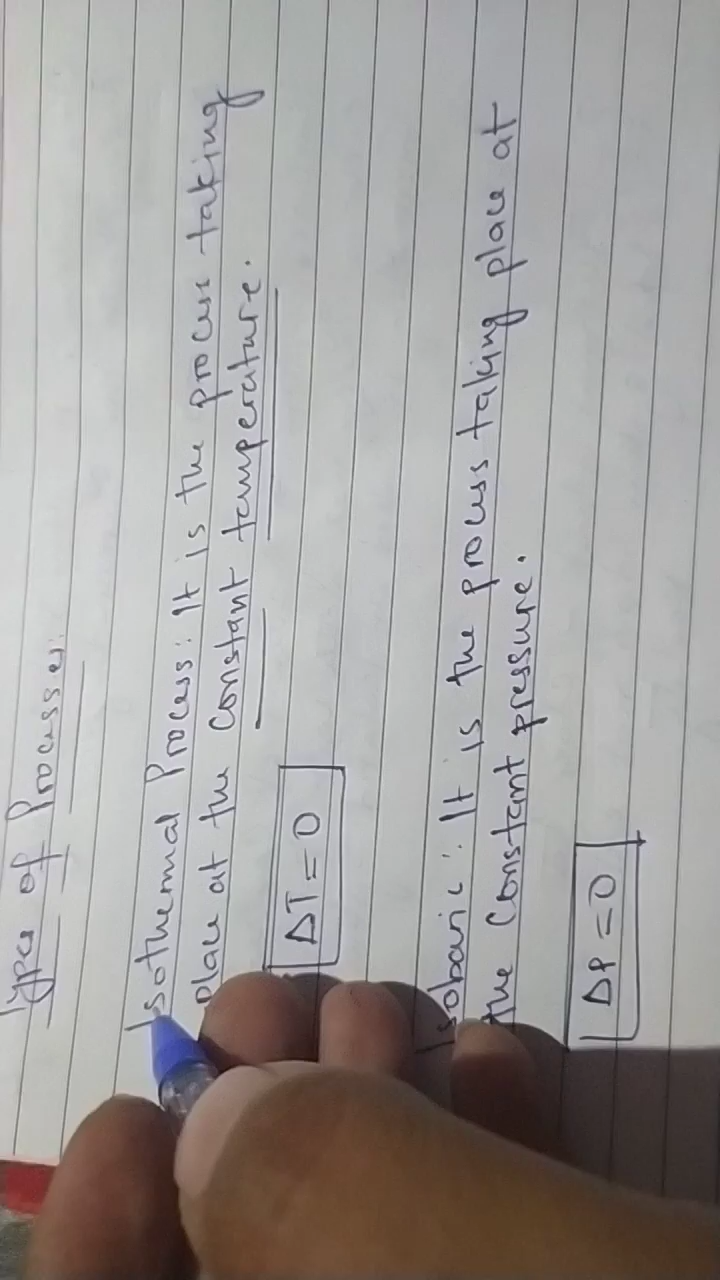 Types of Processes:
Isothermal Process: It is the process taking
place at the constant temperature.
ΔT=0
Isobaric: It is the process taking place at
the constant pressure.
ΔP=0